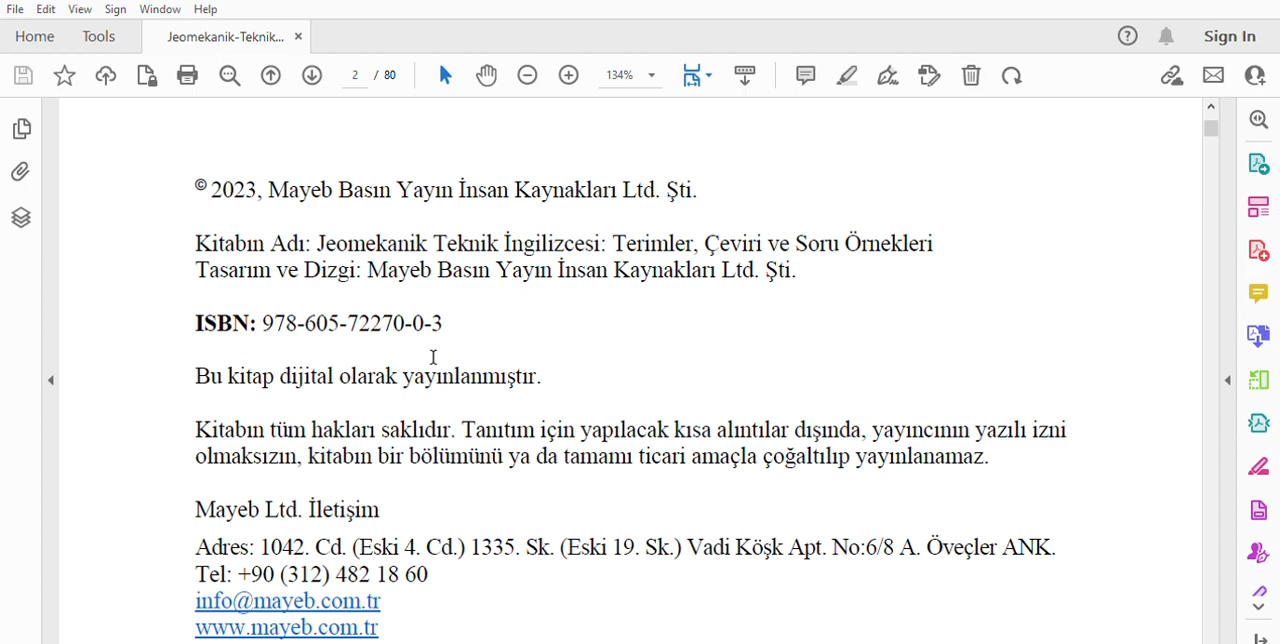 File Edit View Sign Window Help
Home Tools Jeomekanik-Teknik... × ? Sign In
2 / 80 134%
© 2023, Mayeb Basın Yayın İnsan Kaynakları Ltd. Şti.
Kitabın Adı: Jeomekanik Teknik İngilizcesi: Terimler, Çeviri ve Soru Örnekleri
Tasarım ve Dizgi: Mayeb Basın Yayın İnsan Kaynakları Ltd. Şti.
ISBN: 978-605-72270-0-3
Bu kitap dijital olarak yayınlanmıştır.
Kitabın tüm hakları saklıdır. Tanıtım için yapılacak kısa alıntılar dışında, yayıncının yazılı izni
olmaksızın, kitabın bir bölümünü ya da tamamı ticari amaçla çoğaltılıp yayınlanamaz.
Mayeb Ltd. İletişim
Adres: 1042. Cd. (Eski 4. Cd.) 1335. Sk. (Eski 19. Sk.) Vadi Köşk Apt. No:6/8 A. Öveçler ANK.
Tel: +90 (312) 482 18 60
info@mayeb.com.tr
www.mayeb.com.tr